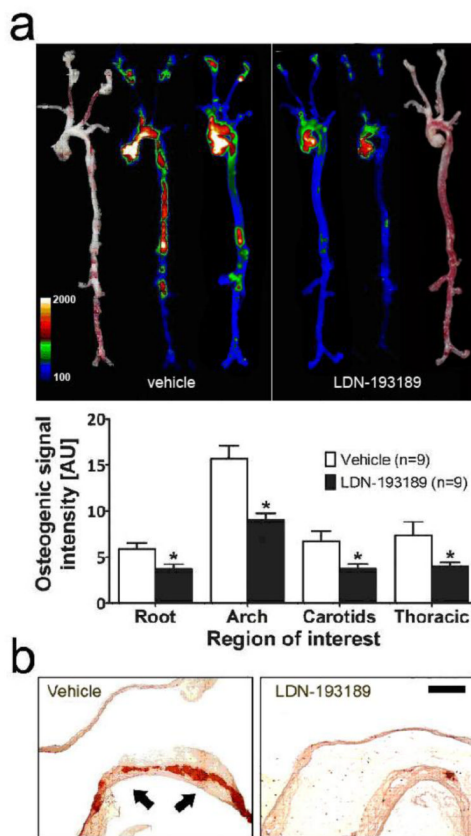 a
2000
100
vehicle
LDN-193189
Osteogenic signal
intensity [AU]
20
15
10
5
0
Vehicle (n=9)
LDN-193189 (n=9)
*
*
*
*
Root
Arch
Carotids
Thoracic
Region of interest
b
Vehicle
LDN-193189